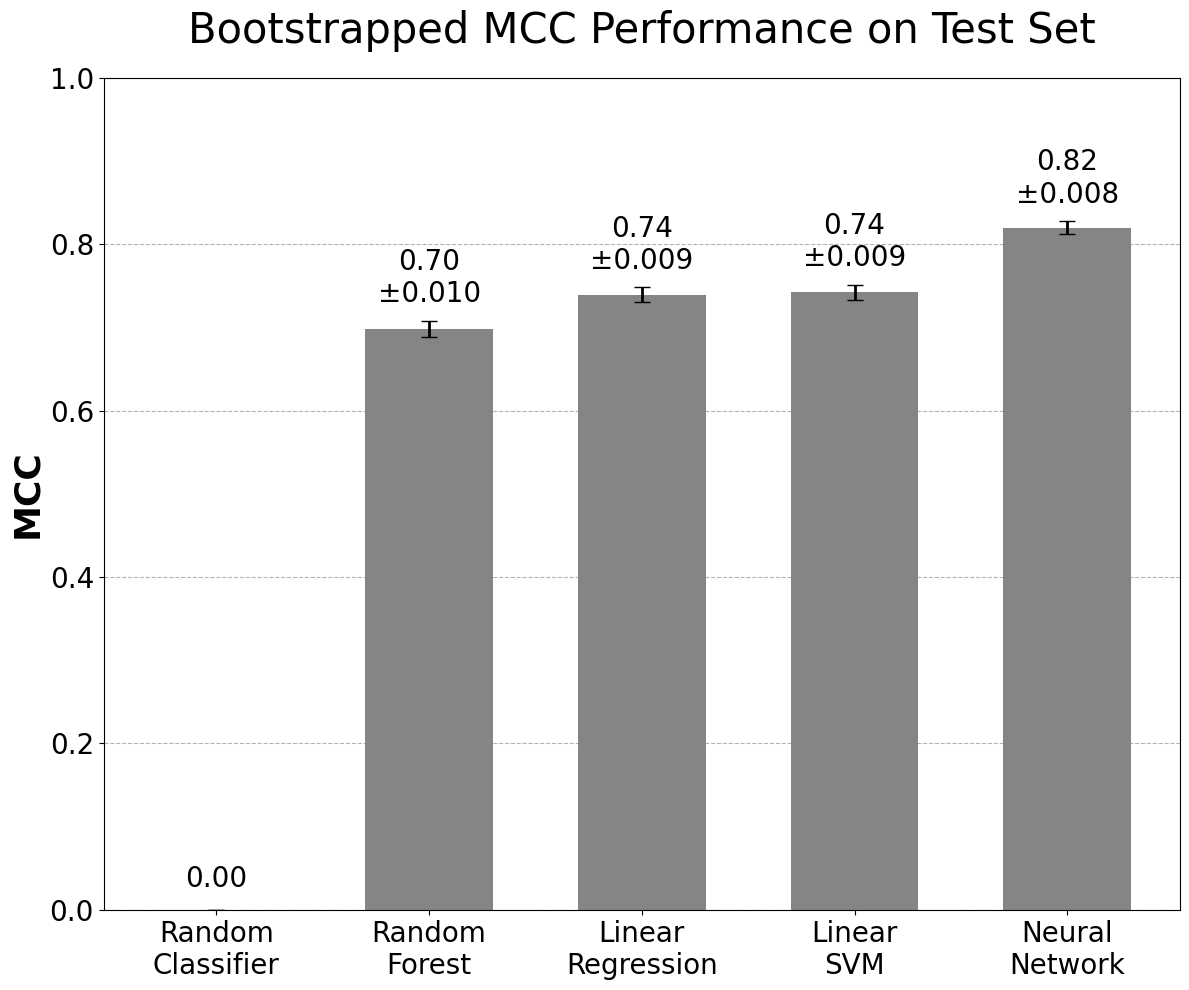 Bootstrapped MCC Performance on Test Set
MCC
1.0
0.8
0.6
0.4
0.2
0.0
0.00
0.70
±0.010
0.74
±0.009
0.74
±0.009
0.82
±0.008
Random
Classifier
Random
Forest
Linear
Regression
Linear
SVM
Neural
Network